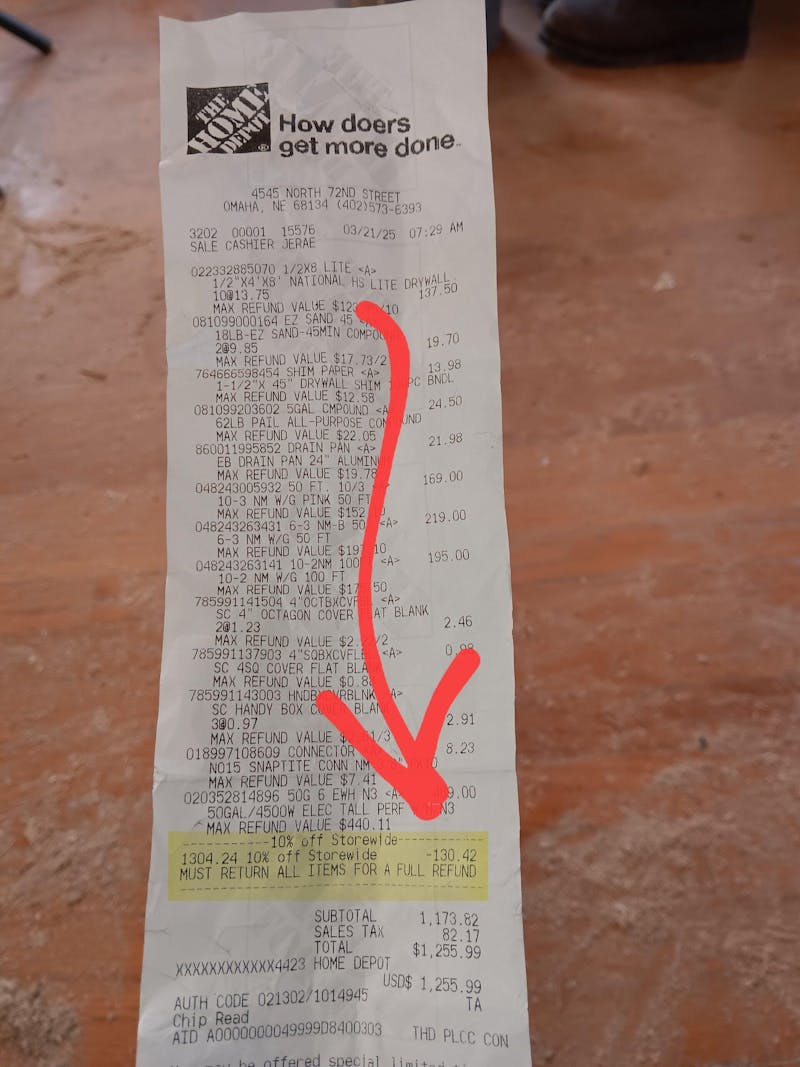 THE HOME DEPOT
How doers
get more done.
4545 NORTH 72ND STREET
OMAHA, NE 68134 (402)573-6393
3202 00001 15576 03/21/25 07:29 AM
SALE CASHIER JERAE
022332885070 1/2X8 LITE <A>
1/2"X4'X8' NATIONAL HS LITE DRYWALL
10@13.75 137.50
MAX REFUND VALUE /10
081099000164 EZ SAND 45
18LB-EZ SAND-45MIN
2@9.85 19.70
MAX REFUND VALUE $17.73/2
764666598454 SHIM PAPER <A> 13.98
1-1/2"X 45" DRYWALL SHIM BNDL
MAX REFUND VALUE $12.58
081099203602 5GAL CMPOUND <A 24.50
62LB PAIL ALL-PURPOSE
MAX REFUND VALUE $22.05
860011995852 DRAIN PAN <A> 21.98
EB DRAIN PAN 24"
MAX REFUND VALUE $19.78
048243005932 50 FT. 10/3 169.00
10-3 NM W/G PINK 50 FT
MAX REFUND VALUE
048243263431 6-3 NM-B 50 <A> 219.00
6-3 NM W/G 50 FT
MAX REFUND VALUE
048243263141 10-2NM 100 <A> 195.00
10-2 NM W/G 100 FT
MAX REFUND VALUE
785991141504 <A>
SC 4" OCTAGON COVER FLAT BLANK
2@1.23 2.46
MAX REFUND VALUE /2
785991137903 <A> 0.98
SC 4SQ COVER FLAT
MAX REFUND VALUE
785991143003 <A>
SC HANDY BOX COVER BLANK
3@0.97 2.91
MAX REFUND VALUE /3
018997108609 CONNECTOR 8.23
NO15 SNAPTITE CONN
MAX REFUND VALUE $7.41
020352814896 50G 6 EWH N3
50GAL/4500W ELEC TALL PERF
MAX REFUND VALUE $440.11
----------10% off Storewide----------
1304.24 10% off Storewide -130.42
MUST RETURN ALL ITEMS FOR A FULL REFUND
SUBTOTAL 1,173.82
SALES TAX 82.17
TOTAL $1,255.99
XXXXXXXXXXXX4423 HOME DEPOT
USD$ 1,255.99
AUTH CODE 021302/1014945 TA
Chip Read
AID A0000000049999D8400303 THD PLCC CON
may be offered special